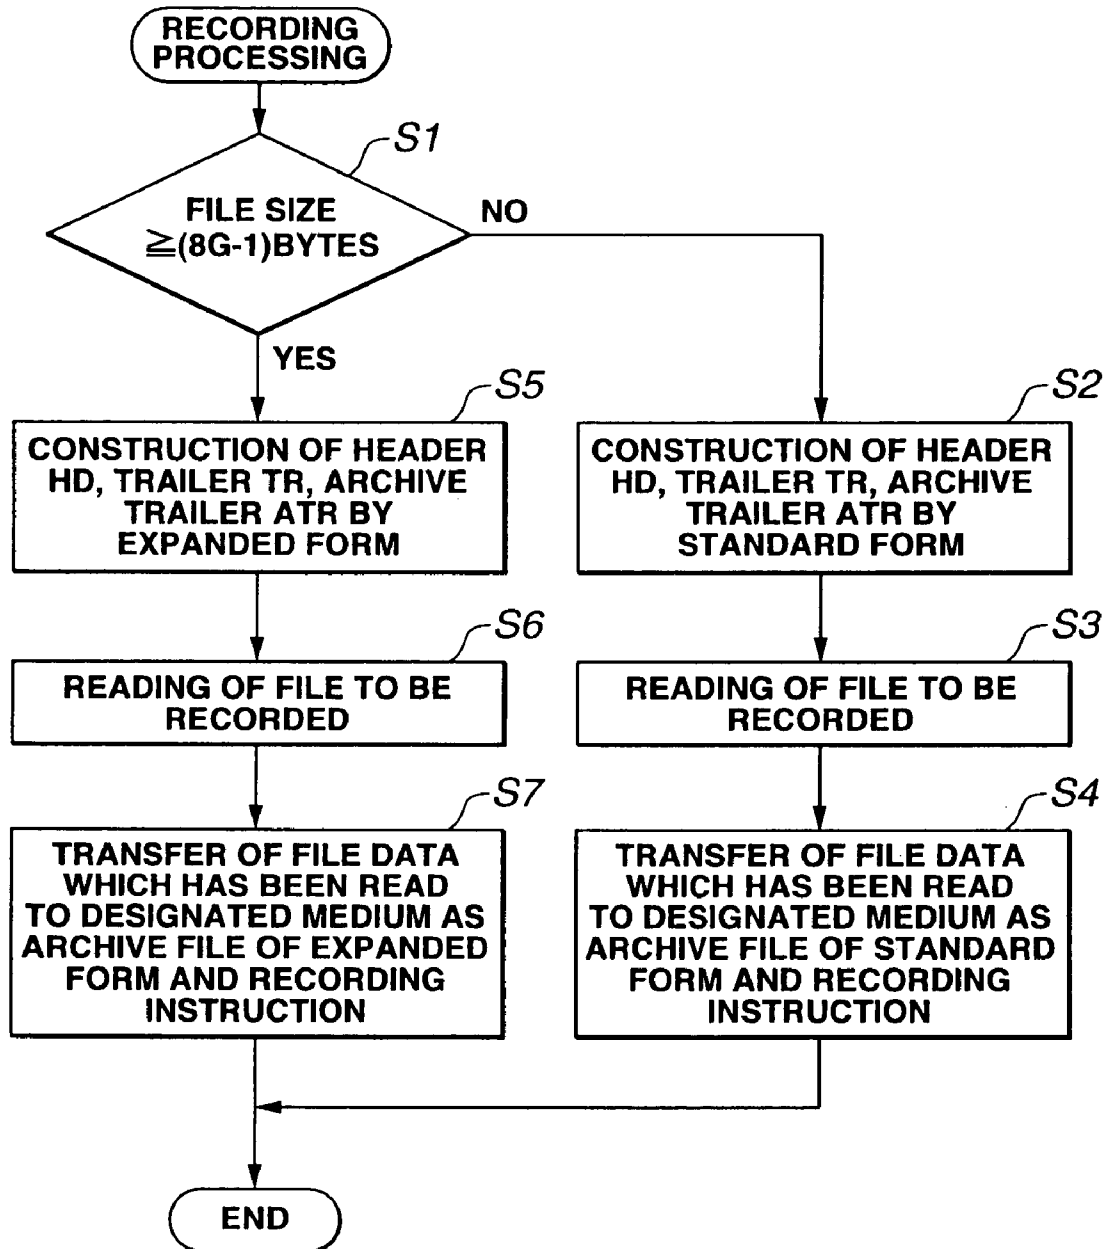 RECORDING
PROCESSING
S1
FILE SIZE
≧(8G-1)BYTES
NO
YES
S5
CONSTRUCTION OF HEADER
HD, TRAILER TR, ARCHIVE
TRAILER ATR BY
EXPANDED FORM
S2
CONSTRUCTION OF HEADER
HD, TRAILER TR, ARCHIVE
TRAILER ATR BY
STANDARD FORM
S6
READING OF FILE TO BE
RECORDED
S3
READING OF FILE TO BE
RECORDED
S7
TRANSFER OF FILE DATA
WHICH HAS BEEN READ
TO DESIGNATED MEDIUM AS
ARCHIVE FILE OF EXPANDED
FORM AND RECORDING
INSTRUCTION
S4
TRANSFER OF FILE DATA
WHICH HAS BEEN READ
TO DESIGNATED MEDIUM AS
ARCHIVE FILE OF STANDARD
FORM AND RECORDING
INSTRUCTION
END